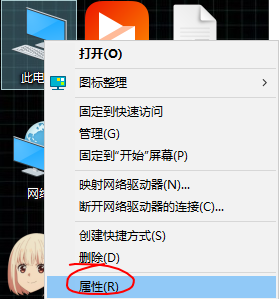 此电
打开(O)
图标整理
固定到快速访问
管理(G)
固定到"开始"屏幕(P)
网络
映射网络驱动器(N)...
断开网络驱动器的连接(C)...
创建快捷方式(S)
删除(D)
属性(R)